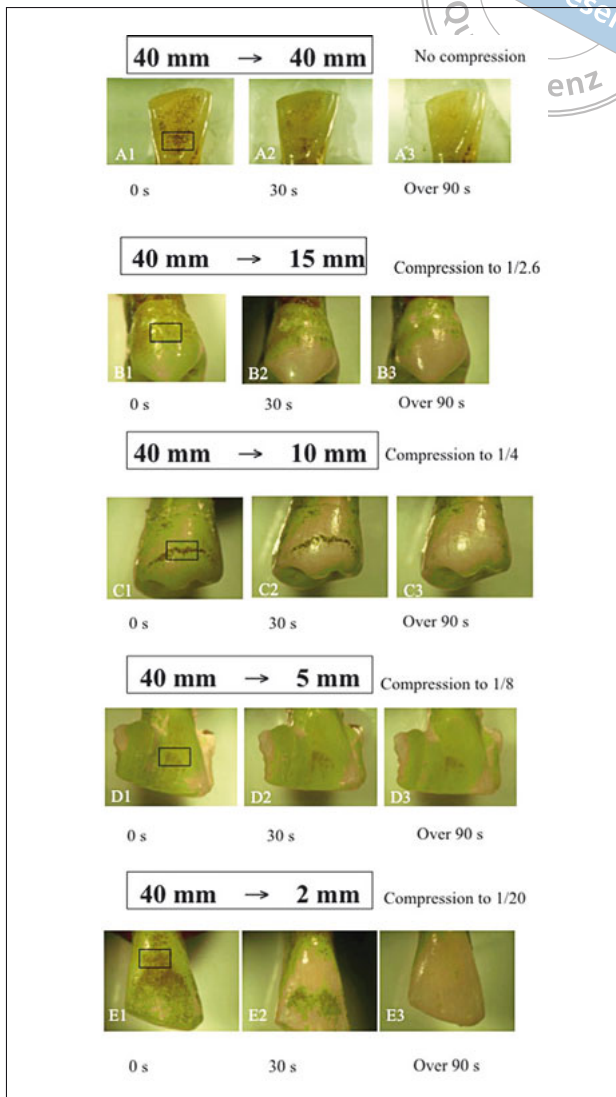 esen
Qu
enz
40 mm → 40 mm No compression
A1 A2 A3
0 s 30 s Over 90 s
40 mm → 15 mm Compression to 1/2.6
B1 B2 B3
0 s 30 s Over 90 s
40 mm → 10 mm Compression to 1/4
C1 C2 C3
0 s 30 s Over 90 s
40 mm → 5 mm Compression to 1/8
D1 D2 D3
0 s 30 s Over 90 s
40 mm → 2 mm Compression to 1/20
E1 E2 E3
0 s 30 s Over 90 s